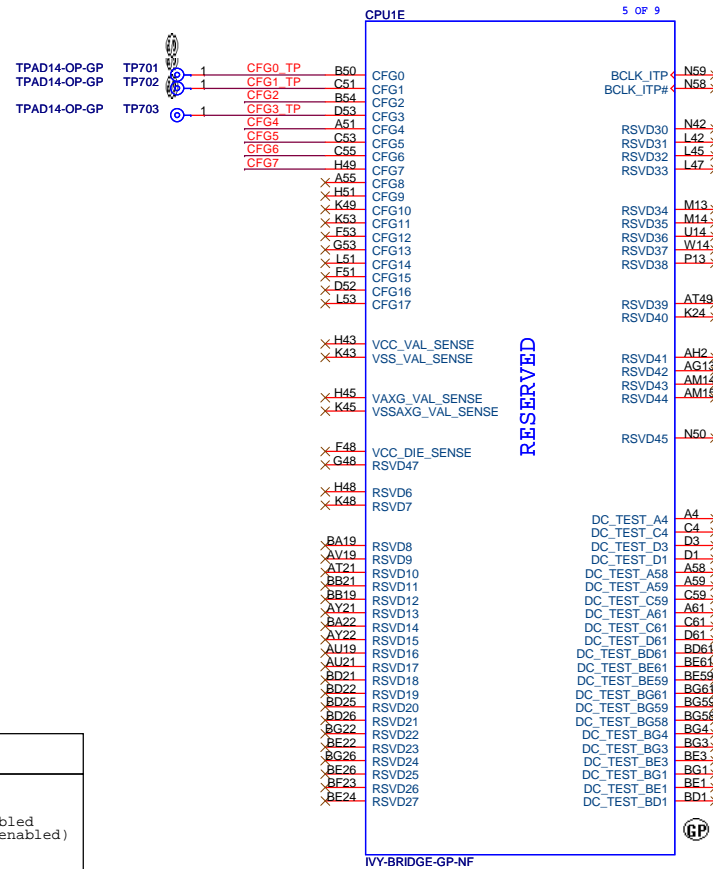 CPU1E 5 OF 9
TPAD14-OP-GP TP701 1 CFG0_TP B50 CFG0 BCLK_ITP N59
TPAD14-OP-GP TP702 1 CFG1_TP C51 CFG1 BCLK_ITP# N58
CFG2 B54 CFG2
TPAD14-OP-GP TP703 1 CFG3_TP D53 CFG3
CFG4 A51 CFG4 RSVD30 N42
CFG5 C53 CFG5 RSVD31 L42
CFG6 C55 CFG6 RSVD32 L45
CFG7 H49 CFG7 RSVD33 L47
A55 CFG8
H51 CFG9
K49 CFG10 RSVD34 M13
K53 CFG11 RSVD35 M14
F53 CFG12 RSVD36 U14
G53 CFG13 RSVD37 W14
L51 CFG14 RSVD38 P13
F51 CFG15
D52 CFG16
L53 CFG17 RSVD39 AT49
RSVD40 K24
H43 VCC_VAL_SENSE
K43 VSS_VAL_SENSE RSVD41 AH2
RSVD42 AG13
RSVD43 AM14
H45 VAXG_VAL_SENSE RSVD44 AM15
K45 VSSAXG_VAL_SENSE
RESERVED
RSVD45 N50
F48 VCC_DIE_SENSE
G48 RSVD47
H48 RSVD6
K48 RSVD7
DC_TEST_A4 A4
DC_TEST_C4 C4
BA19 RSVD8 DC_TEST_D3 D3
AV19 RSVD9 DC_TEST_D1 D1
AT21 RSVD10 DC_TEST_A58 A58
BB21 RSVD11 DC_TEST_A59 A59
BB19 RSVD12 DC_TEST_C59 C59
AY21 RSVD13 DC_TEST_A61 A61
BA22 RSVD14 DC_TEST_C61 C61
AY22 RSVD15 DC_TEST_D61 D61
AU19 RSVD16 DC_TEST_BD61 BD61
AU21 RSVD17 DC_TEST_BE61 BE61
BD21 RSVD18 DC_TEST_BE59 BE59
BD22 RSVD19 DC_TEST_BG61 BG61
BD25 RSVD20 DC_TEST_BG59 BG59
BD26 RSVD21 DC_TEST_BG58 BG58
BG22 RSVD22 DC_TEST_BG4 BG4
BE22 RSVD23 DC_TEST_BG3 BG3
BG26 RSVD24 DC_TEST_BE3 BE3
BE26 RSVD25 DC_TEST_BG1 BG1
BF23 RSVD26 DC_TEST_BE1 BE1
BE24 RSVD27 DC_TEST_BD1 BD1
bled
enabled)
GP
IVY-BRIDGE-GP-NF